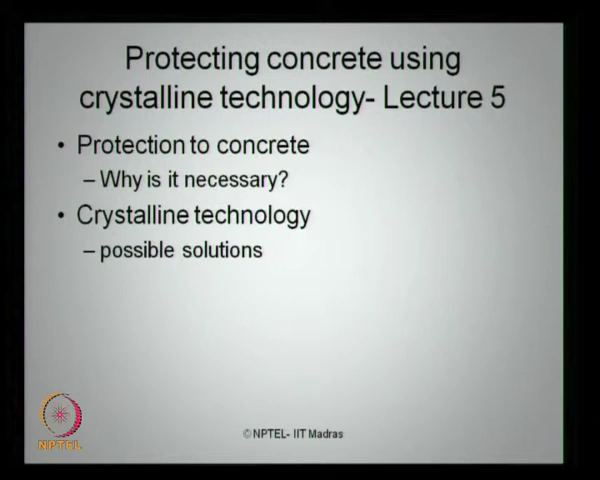 Protecting concrete using
crystalline technology- Lecture 5
• Protection to concrete
– Why is it necessary?
• Crystalline technology
– possible solutions
NPTEL
© NPTEL- IIT Madras